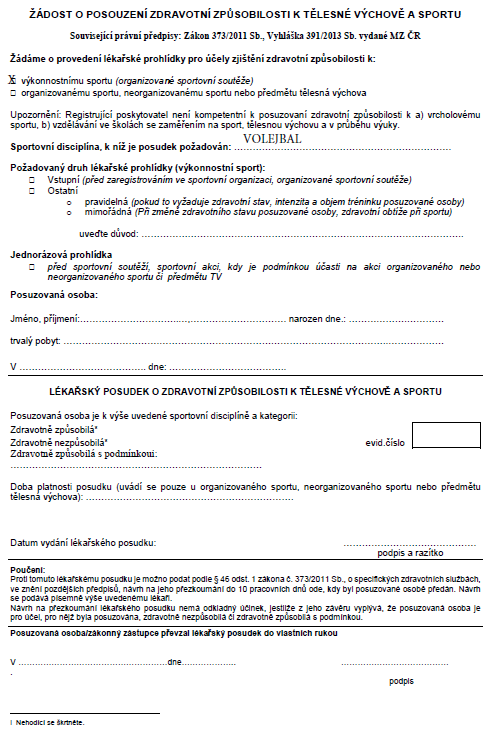 ŽÁDOST O POSOUZENÍ ZDRAVOTNÍ ZPŮSOBILOSTI K TĚLESNÉ VÝCHOVĚ A SPORTU
Související právní předpisy: Zákon 373/2011 Sb., Vyhláška 391/2013 Sb. vydané MZ ČR
Žádáme o provedení lékařské prohlídky pro účely zjištění zdravotní způsobilosti k:
X výkonnostnímu sportu (organizované sportovní soutěže)
□ organizovanému sportu, neorganizovanému sportu nebo předmětu tělesná výchova
Upozornění: Registrující poskytovatel není kompetentní k posuzování zdravotní způsobilosti k a) vrcholovému
sportu, b) vzdělávání ve školách se zaměřením na sport, tělesnou výchovu a v průběhu výuky.
Sportovní disciplína, k níž je posudek požadován: VOLEJBAL
Požadovaný druh lékařské prohlídky (výkonnostní sport):
□ Vstupní (před zaregistrováním ve sportovní organizaci, organizované sportovní soutěže)
□ Ostatní
o pravidelná (pokud to vyžaduje zdravotní stav, intenzita a objem tréninku posuzované osoby)
o mimořádná (Při změně zdravotního stavu posuzované osoby, zdravotní obtíže při sportu)
uveďte důvod: ……………………………………………………………………………………
Jednorázová prohlídka
□ před sportovní soutěží, sportovní akcí, kdy je podmínkou účasti na akci organizovaného nebo
neorganizovaného sportu či předmětu TV
Posuzovaná osoba:
Jméno, příjmení:……………………………,……………………… narozen dne.: ……………………………
trvalý pobyt: ……………………………………………………………………………………………
V …………………………………… dne: ……………………………………
LÉKAŘSKÝ POSUDEK O ZDRAVOTNÍ ZPŮSOBILOSTI K TĚLESNÉ VÝCHOVĚ A SPORTU
Posuzovaná osoba je k výše uvedené sportovní disciplíně a kategorii:
Zdravotně způsobilá*
Zdravotně nezpůsobilá* evid.číslo
Zdravotně způsobilá s podmínkoui:
……………………………………………………………………
Doba platnosti posudku (uvádí se pouze u organizovaného sportu, neorganizovaného sportu nebo předmětu
tělesná výchova): ………………………………………………………
Datum vydání lékařského posudku: ……………………………………
podpis a razítko
Poučení:
Proti tomuto lékařskému posudku je možno podat podle § 46 odst. 1 zákona č. 373/2011 Sb., o specifických zdravotních službách,
ve znění pozdějších předpisů, návrh na jeho přezkoumání do 10 pracovních dnů ode, kdy byl posuzované osobě předán. Návrh
se podává písemně výše uvedenému lékaři.
Návrh na přezkoumání lékařského posudku nemá odkladný účinek, jestliže z jeho závěru vyplývá, že posuzovaná osoba je
pro účel, pro nějž byla posuzována, zdravotně nezpůsobilá či zdravotně způsobilá s podmínkou.
Posuzovaná osoba/zákonný zástupce převzal lékařský posudek do vlastních rukou
V ………………………………………………dne………………… ……………………………………
.
podpis
i Nehodící se škrtněte.